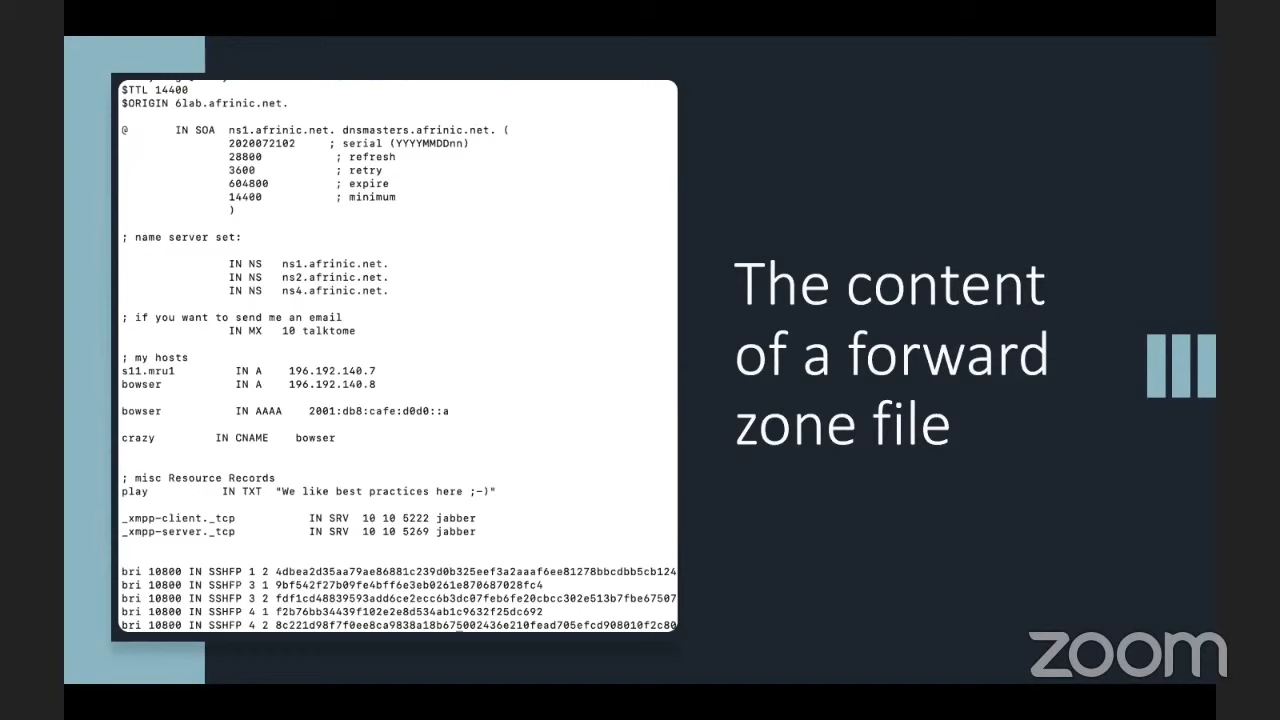 $TTL 14400
$ORIGIN 6lab.afrinic.net.
@ IN SOA ns1.afrinic.net. dnsmasters.afrinic.net. (
2020072102 ; serial (YYYYMMDDnn)
28800 ; refresh
3600 ; retry
604800 ; expire
14400 ; minimum
)
; name server set:
IN NS ns1.afrinic.net.
IN NS ns2.afrinic.net.
IN NS ns4.afrinic.net.
; if you want to send me an email
IN MX 10 talktome
; my hosts
s11.mru1 IN A 196.192.140.7
bowser IN A 196.192.140.8
bowser IN AAAA 2001:db8:cafe:d0d0::a
crazy IN CNAME bowser
; misc Resource Records
play IN TXT "We like best practices here ;-)"
_xmpp-client._tcp IN SRV 10 10 5222 jabber
_xmpp-server._tcp IN SRV 10 10 5269 jabber
bri 10800 IN SSHFP 1 2 4dbea2d35aa79ae86881c239d0b325eef3a2aaaf6ee81278bbcdbb5cb124
bri 10800 IN SSHFP 3 1 9bf542f27b09fe4bff6e3eb0261e870687028fc4
bri 10800 IN SSHFP 3 2 fdf1cd48839593add6ce2ecc6b3dc07feb6fe20cbcc302e513b7fbe67507
bri 10800 IN SSHFP 4 1 f2b76bb34439f102e2e8d534ab1c9632f25dc692
bri 10800 IN SSHFP 4 2 8c221d98f7f0ee8ca9838a18b675002436e210fead705efcd908010f2c80
The content
of a forward
zone file
zoom